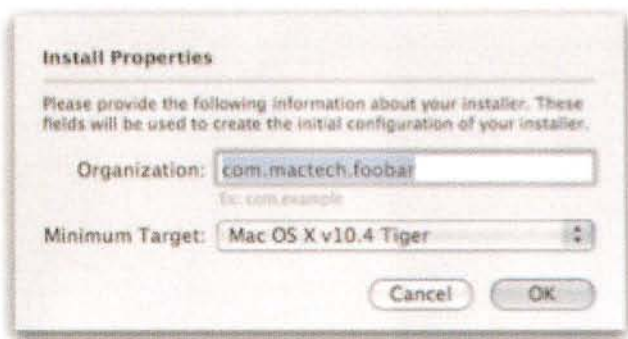 Install Properties
Please provide the following information about your installer. These
fields will be used to create the initial configuration of your installer.
Organization: com.mactech.foobar
Ex: com.example
Minimum Target: Mac OS X v10.4 Tiger
Cancel OK